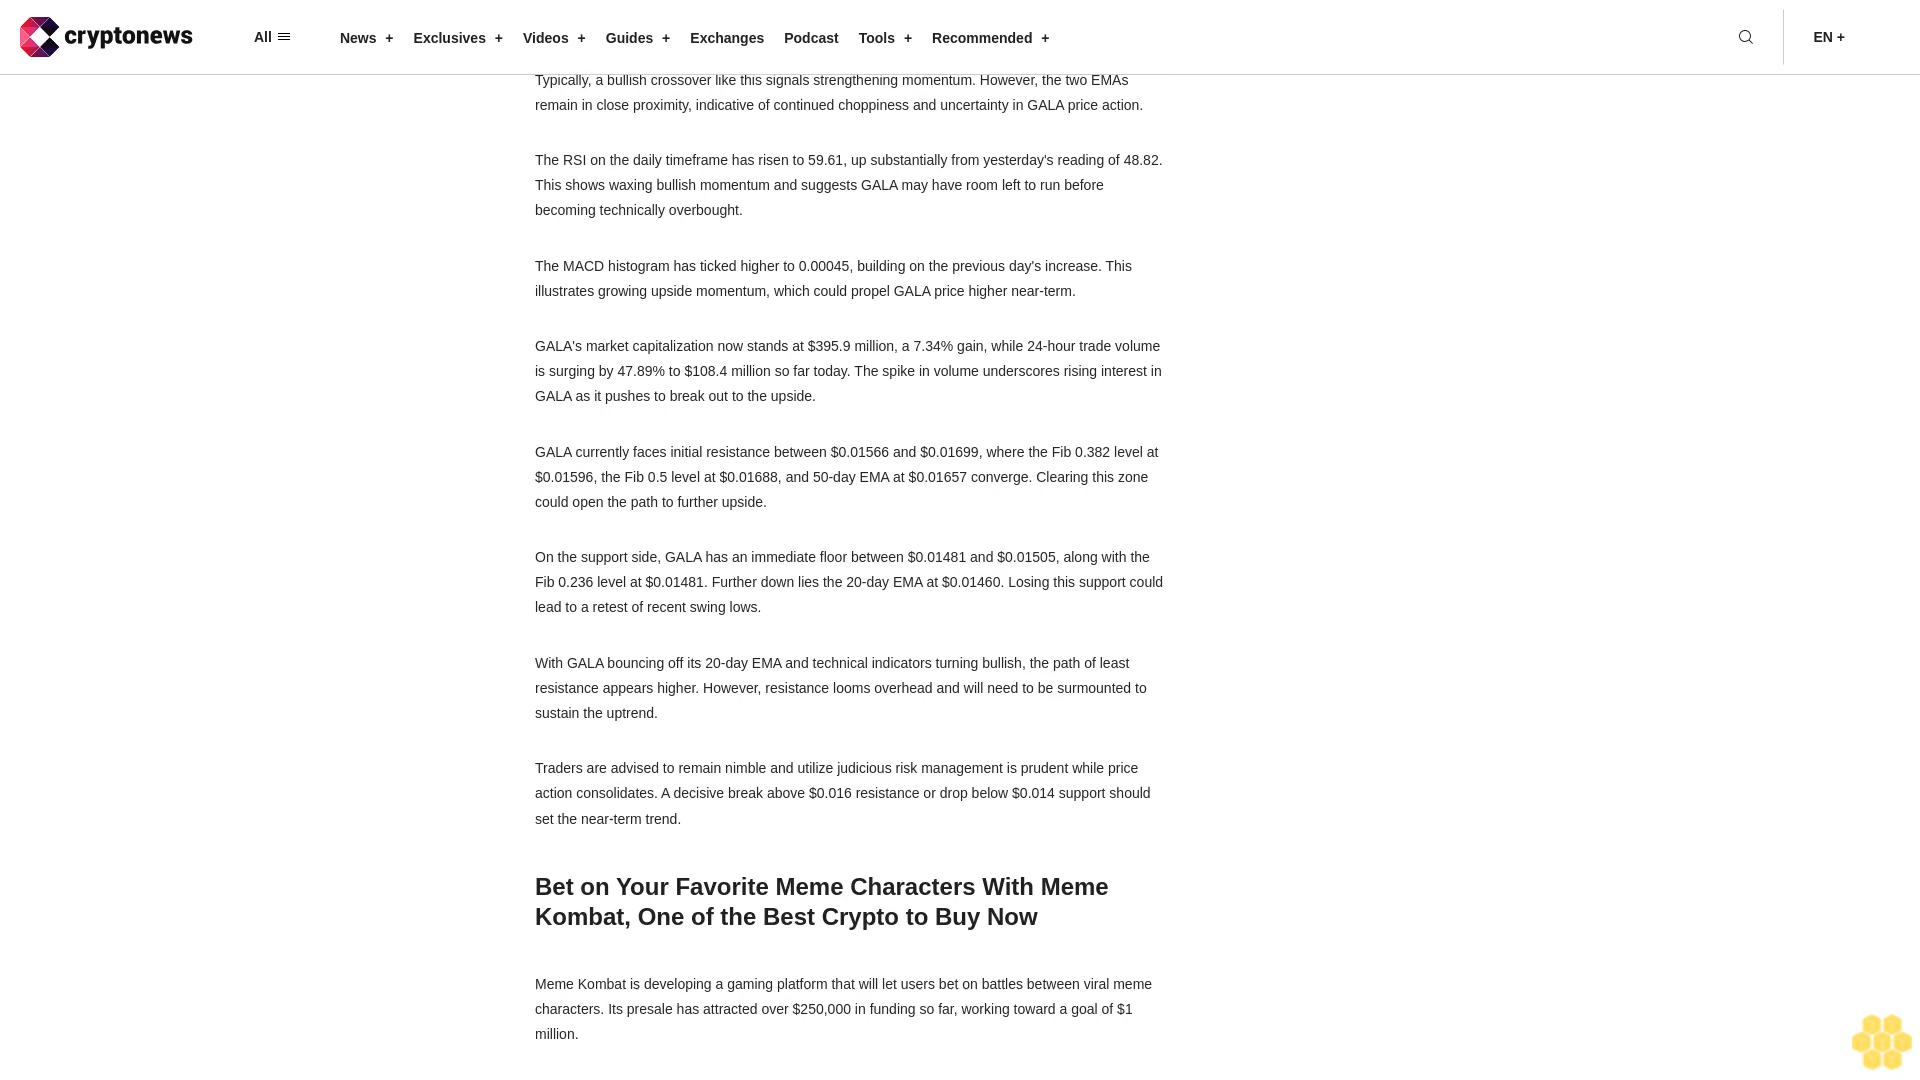 cryptonews
All
News +
Exclusives +
Videos +
Guides +
Exchanges
Podcast
Tools +
Recommended +
EN +
Typically, a bullish crossover like this signals strengthening momentum. However, the two EMAs
remain in close proximity, indicative of continued choppiness and uncertainty in GALA price action.
The RSI on the daily timeframe has risen to 59.61, up substantially from yesterday's reading of 48.82.
This shows waxing bullish momentum and suggests GALA may have room left to run before
becoming technically overbought.
The MACD histogram has ticked higher to 0.00045, building on the previous day's increase. This
illustrates growing upside momentum, which could propel GALA price higher near-term.
GALA's market capitalization now stands at $395.9 million, a 7.34% gain, while 24-hour trade volume
is surging by 47.89% to $108.4 million so far today. The spike in volume underscores rising interest in
GALA as it pushes to break out to the upside.
GALA currently faces initial resistance between $0.01566 and $0.01699, where the Fib 0.382 level at
$0.01596, the Fib 0.5 level at $0.01688, and 50-day EMA at $0.01657 converge. Clearing this zone
could open the path to further upside.
On the support side, GALA has an immediate floor between $0.01481 and $0.01505, along with the
Fib 0.236 level at $0.01481. Further down lies the 20-day EMA at $0.01460. Losing this support could
lead to a retest of recent swing lows.
With GALA bouncing off its 20-day EMA and technical indicators turning bullish, the path of least
resistance appears higher. However, resistance looms overhead and will need to be surmounted to
sustain the uptrend.
Traders are advised to remain nimble and utilize judicious risk management is prudent while price
action consolidates. A decisive break above $0.016 resistance or drop below $0.014 support should
set the near-term trend.
Bet on Your Favorite Meme Characters With Meme
Kombat, One of the Best Crypto to Buy Now
Meme Kombat is developing a gaming platform that will let users bet on battles between viral meme
characters. Its presale has attracted over $250,000 in funding so far, working toward a goal of $1
million.